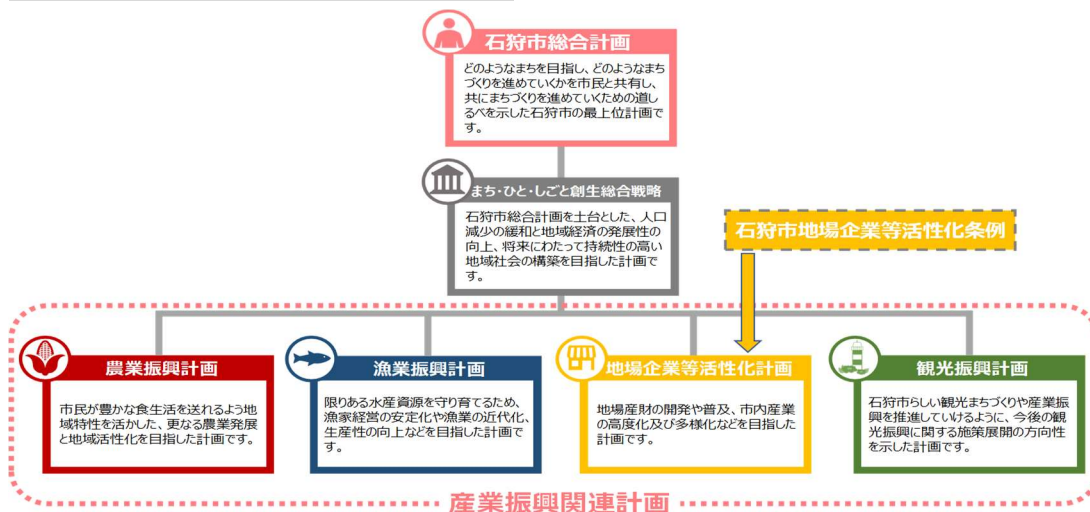 石狩市総合計画
どのようなまちを目指し、どのようなまち
づくりを進めていくかを市民と共有し、
共にまちづくりを進めていくための道し
るべを示した石狩市の最上位計画で
す。
まち・ひと・しごと創生総合戦略
石狩市総合計画を土台とした、人口
減少の緩和と地域経済の発展性の
向上、将来にわたって持続性の高い
地域社会の構築を目指した計画で
す。
石狩市地場企業等活性化条例
農業振興計画
市民が豊かな食生活を送れるよう地
域特性を活かした、更なる農業発展
と地域活性化を目指した計画です。
漁業振興計画
限りある水産資源を守り育てるため、
漁家経営の安定化や漁業の近代化、
生産性の向上などを目指した計画で
す。
地場企業等活性化計画
地場産財の開発や普及、市内産業
の高度化及び多様化などを目指した
計画です。
観光振興計画
石狩市らしい観光まちづくりや産業振
興を推進していけるように、今後の観
光振興に関する施策展開の方向性
を示した計画です。
産業振興関連計画